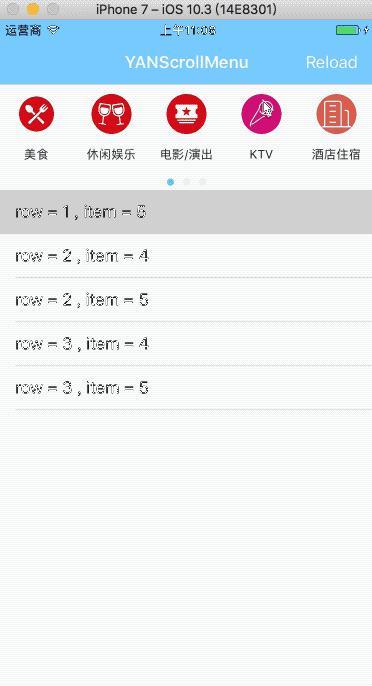 iPhone 7 – iOS 10.3 (14E8301)
运营商 上午11:06
YANScrollMenu Reload
美食 休闲娱乐 电影/演出 KTV 酒店住宿
row = 1 , item = 5
row = 2 , item = 4
row = 2 , item = 5
row = 3 , item = 4
row = 3 , item = 5